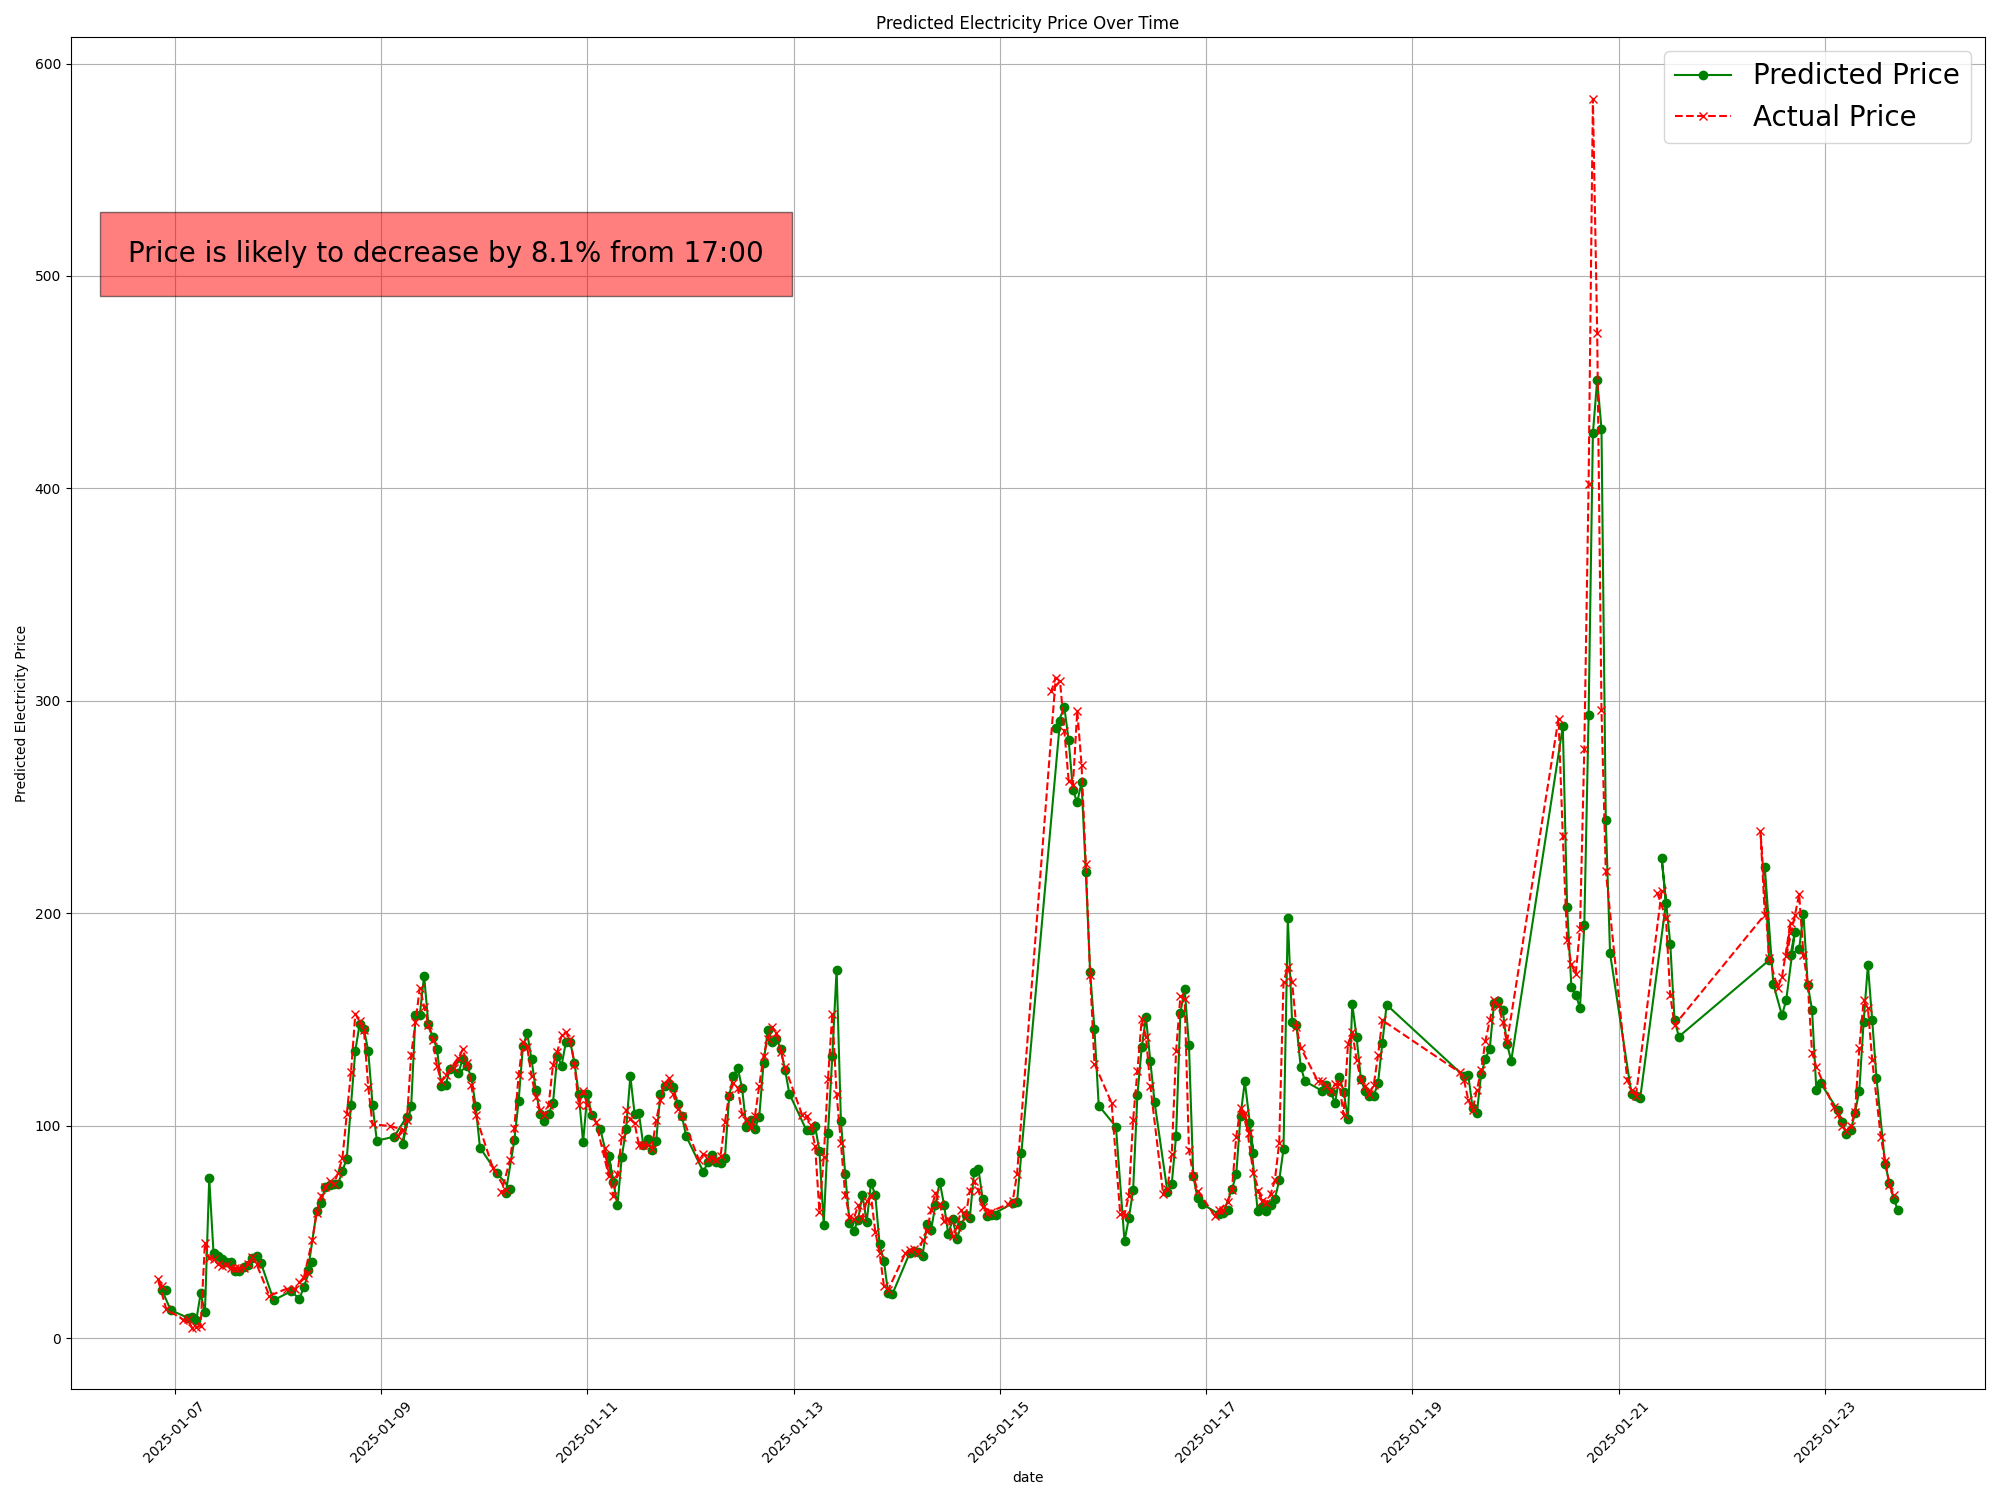 Predicted Electricity Price Over Time
Predicted Price
Actual Price
Price is likely to decrease by 8.1% from 17:00
Predicted Electricity Price
600
500
400
300
200
100
0
2025-01-07
2025-01-09
2025-01-11
2025-01-13
2025-01-15
2025-01-17
2025-01-19
2025-01-21
2025-01-23
date